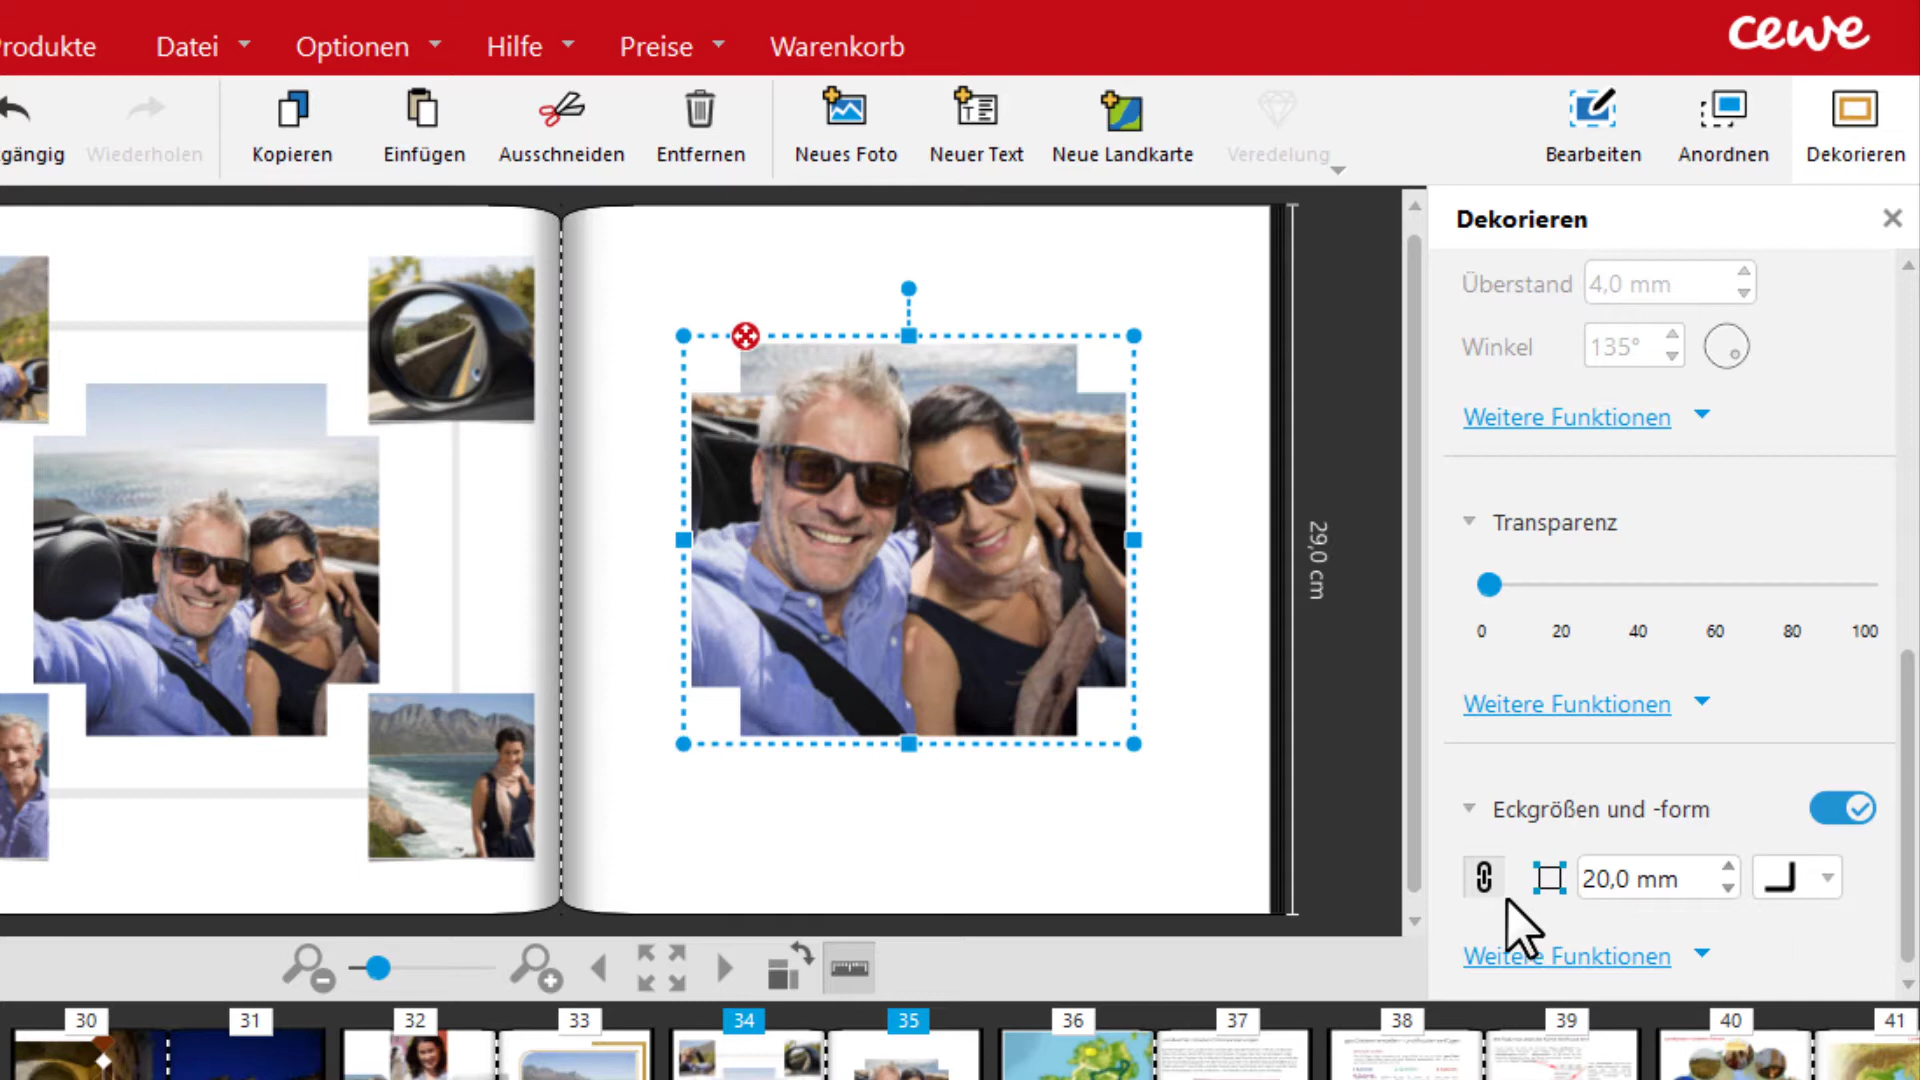 rodukte
Datei
Optionen
Hilfe
Preise
Warenkorb
cewe
gängig
Wiederholen
Kopieren
Einfügen
Ausschneiden
Entfernen
Neues Foto
Neuer Text
Neue Landkarte
Veredelung
Bearbeiten
Anordnen
Dekorieren
Dekorieren
Überstand
4,0 mm
Winkel
135°
Weitere Funktionen
29,0 cm
Transparenz
0 20 40 60 80 100
Weitere Funktionen
Eckgrößen und -form
20,0 mm
Weitere Funktionen
30 31 32 33 34 35 36 37 38 39 40 41